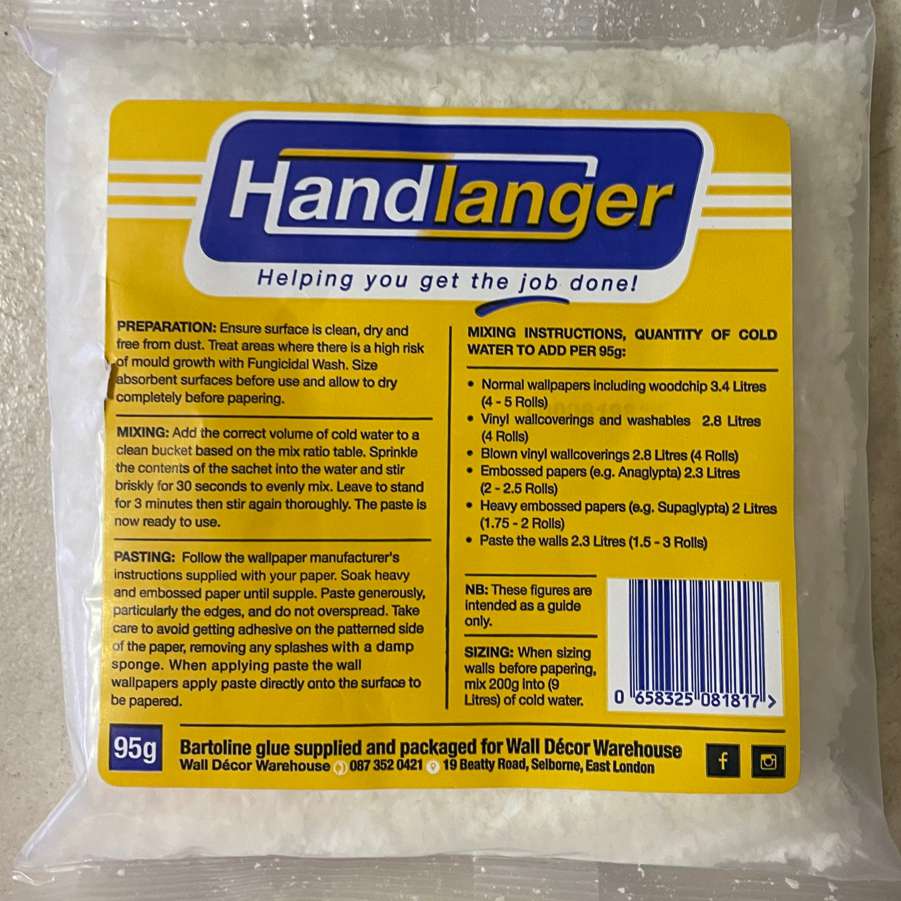 Handlanger
Helping you get the job done!
PREPARATION: Ensure surface is clean, dry and
free from dust. Treat areas where there is a high risk
of mould growth with Fungicidal Wash. Size
absorbent surfaces before use and allow to dry
completely before papering.
MIXING: Add the correct volume of cold water to a
clean bucket based on the mix ratio table. Sprinkle
the contents of the sachet into the water and stir
briskly for 30 seconds to evenly mix. Leave to stand
for 3 minutes then stir again thoroughly. The paste is
now ready to use.
PASTING: Follow the wallpaper manufacturer's
instructions supplied with your paper. Soak heavy
and embossed paper until supple. Paste generously,
particularly the edges, and do not overspread. Take
care to avoid getting adhesive on the patterned side
of the paper, removing any splashes with a damp
sponge. When applying paste the wall
wallpapers apply paste directly onto the surface to
be papered.
MIXING INSTRUCTIONS, QUANTITY OF COLD
WATER TO ADD PER 95g:
• Normal wallpapers including woodchip 3.4 Litres
(4 - 5 Rolls)
• Vinyl wallcoverings and washables 2.8 Litres
(4 Rolls)
• Blown vinyl wallcoverings 2.8 Litres (4 Rolls)
• Embossed papers (e.g. Anaglypta) 2.3 Litres
(2 - 2.5 Rolls)
• Heavy embossed papers (e.g. Supaglypta) 2 Litres
(1.75 - 2 Rolls)
• Paste the walls 2.3 Litres (1.5 - 3 Rolls)
NB: These figures are
intended as a guide
only.
SIZING: When sizing
walls before papering,
mix 200g into (9
Litres) of cold water.
0 658325 081817 >
95g
Bartoline glue supplied and packaged for Wall Décor Warehouse
Wall Décor Warehouse 087 352 0421 19 Beatty Road, Selborne, East London
f